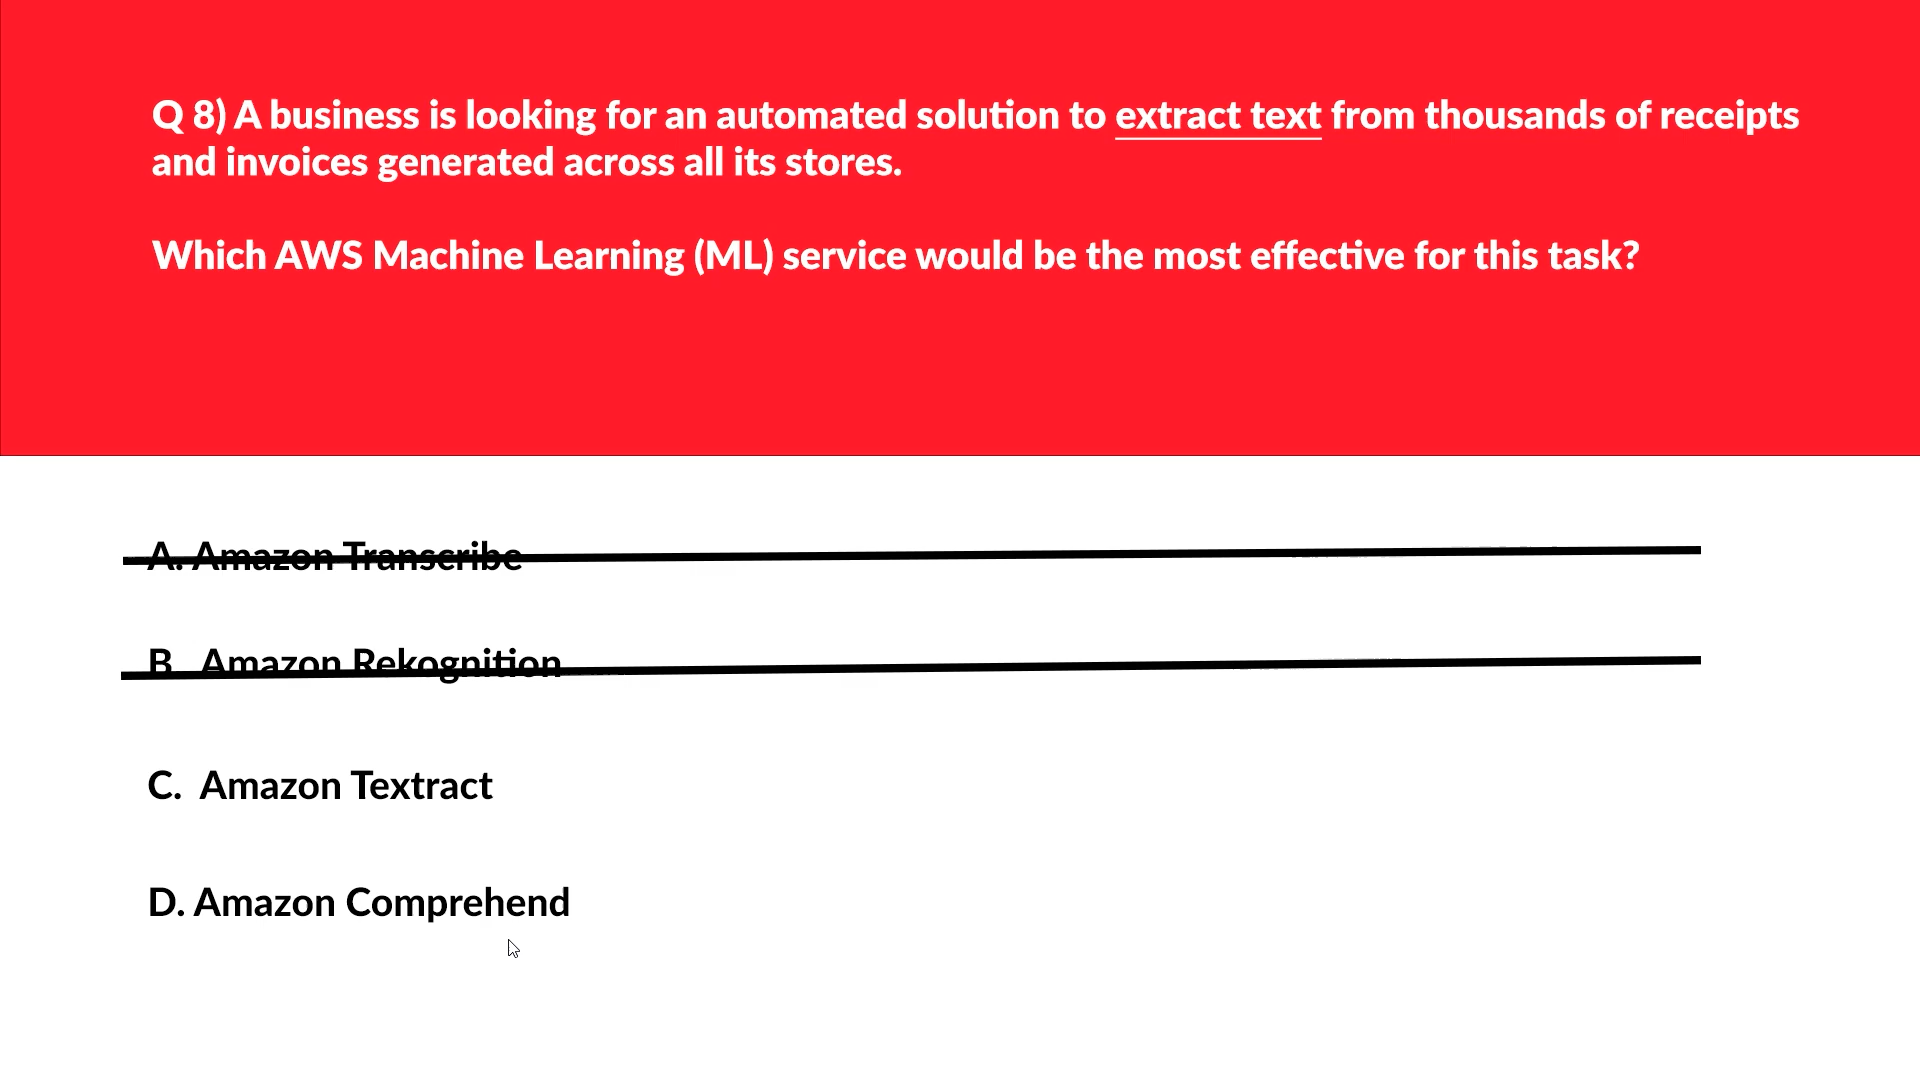 Q 8) A business is looking for an automated solution to extract text from thousands of receipts
and invoices generated across all its stores.
Which AWS Machine Learning (ML) service would be the most effective for this task?
A. Amazon Transcribe
B. Amazon Rekognition
C. Amazon Textract
D. Amazon Comprehend